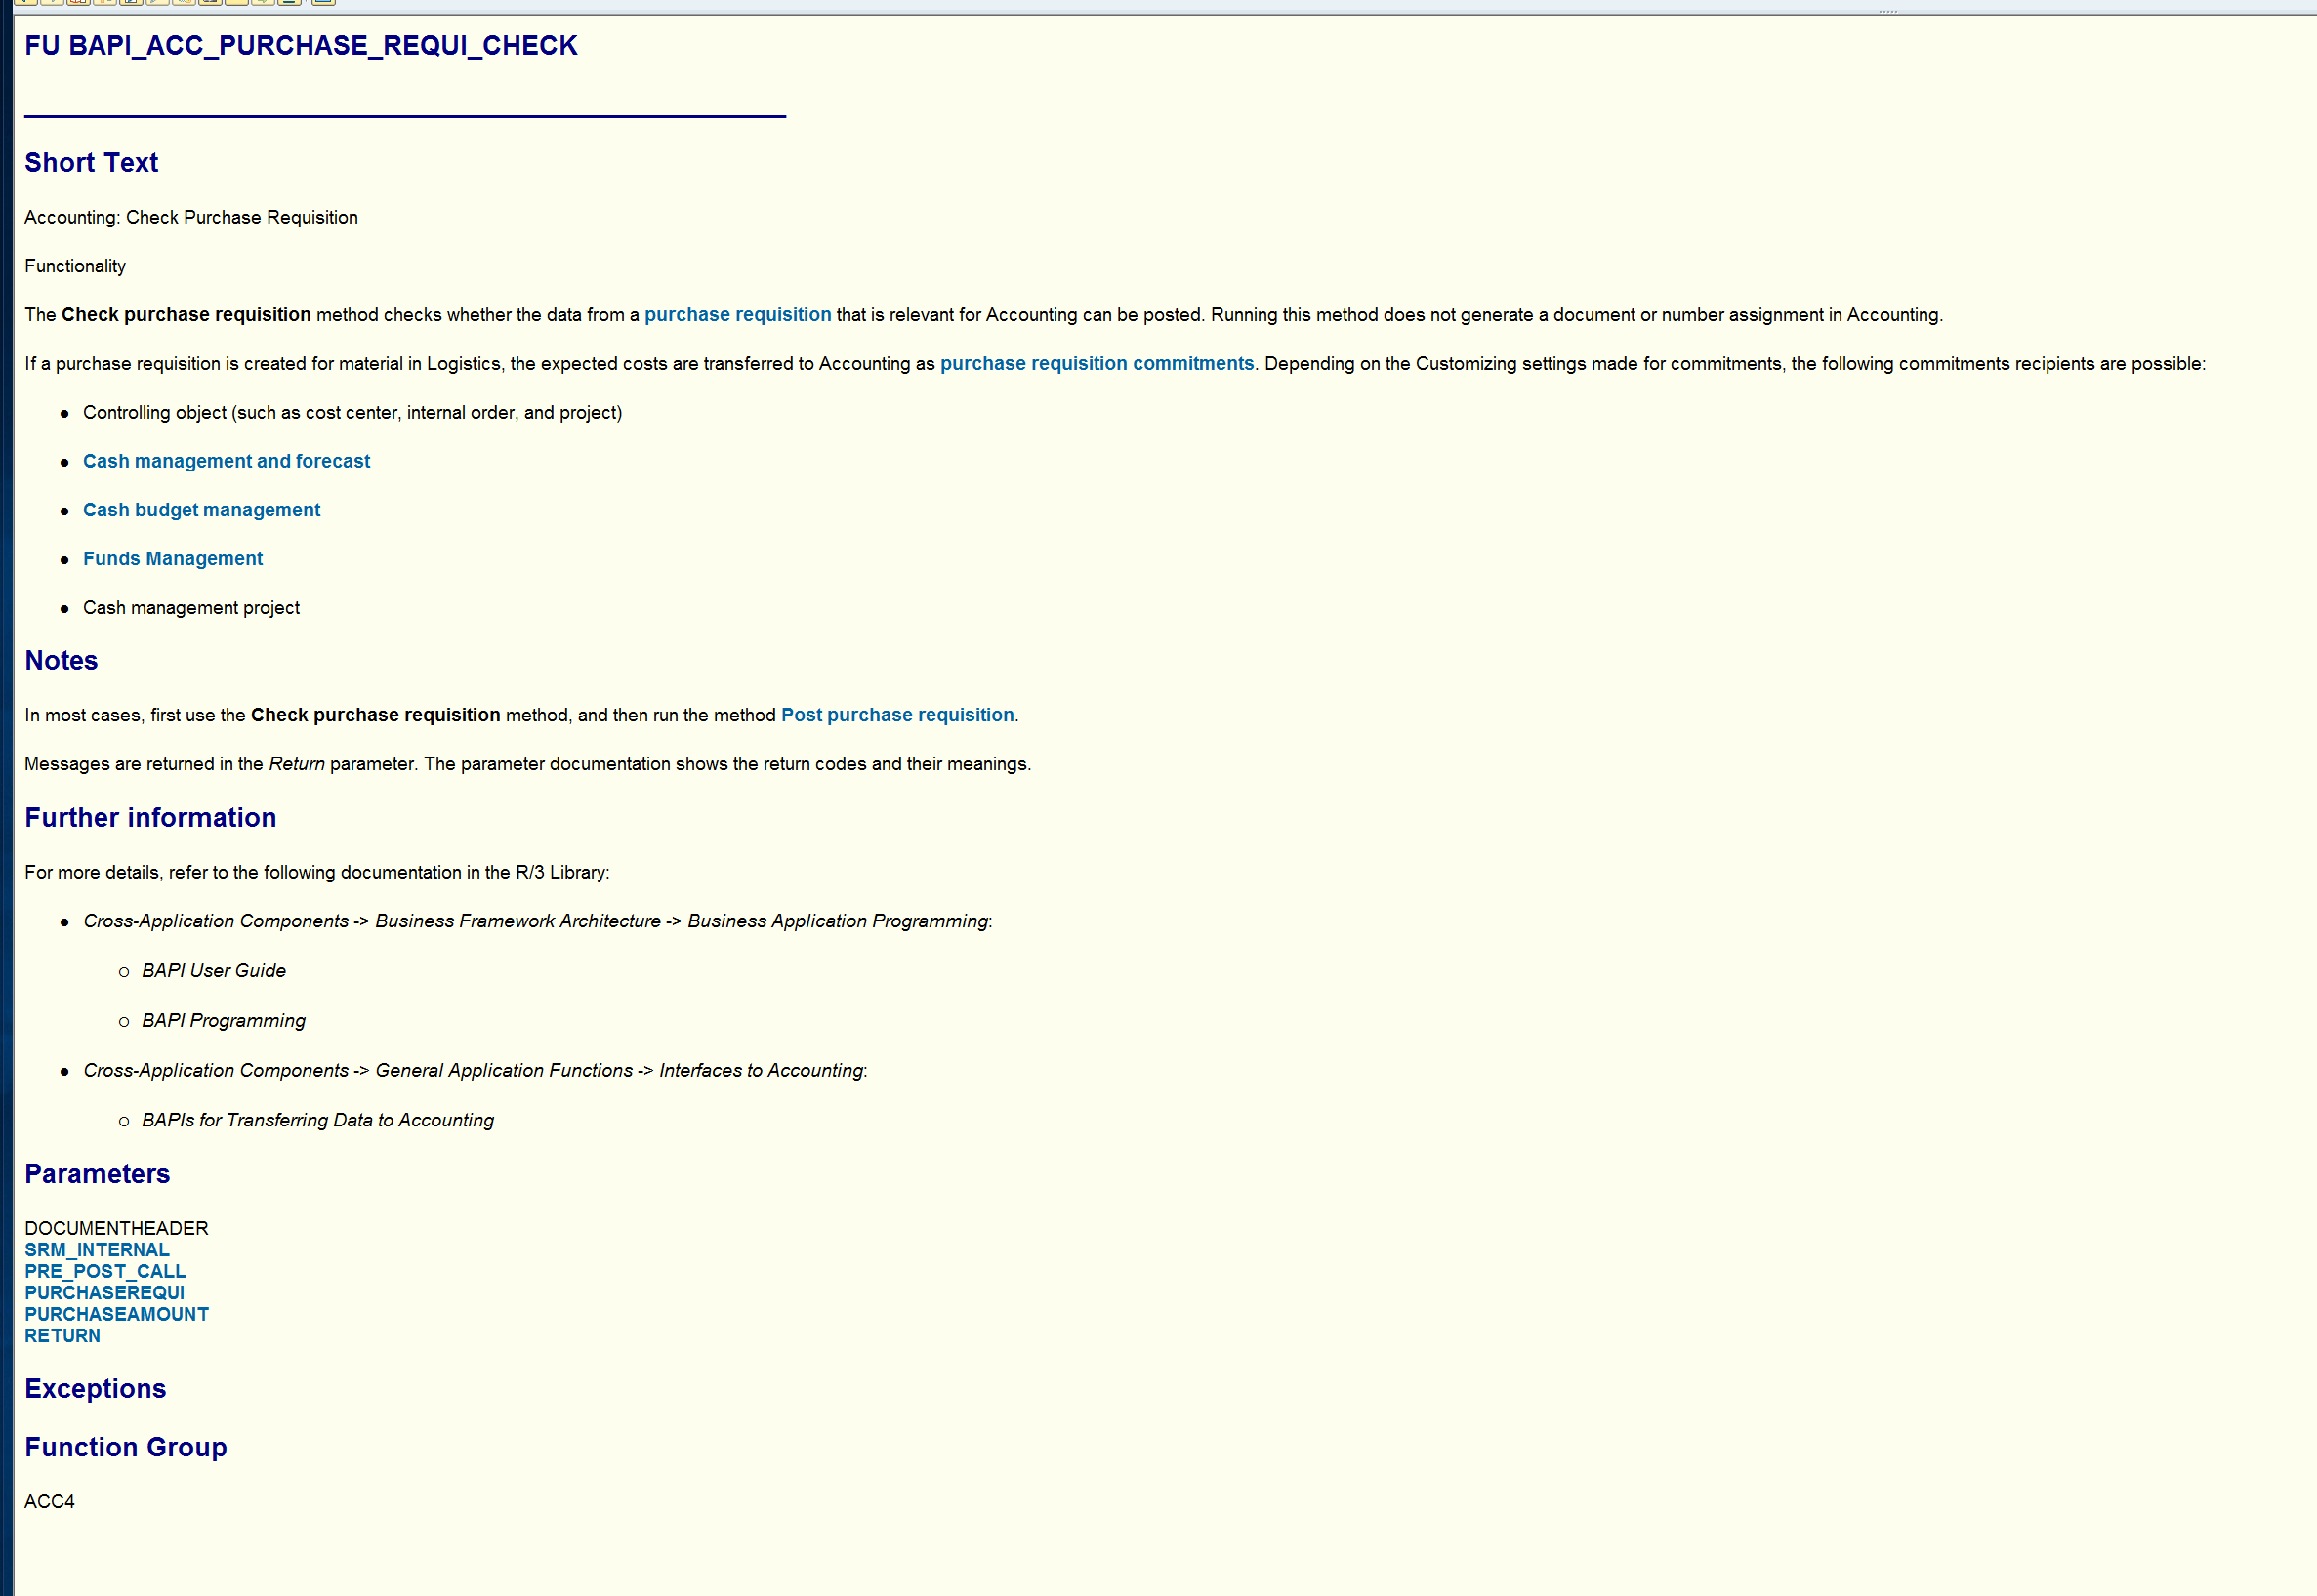 FU BAPI_ACC_PURCHASE_REQUI_CHECK
Short Text
Accounting: Check Purchase Requisition
Functionality
The Check purchase requisition method checks whether the data from a purchase requisition that is relevant for Accounting can be posted. Running this method does not generate a document or number assignment in Accounting.
If a purchase requisition is created for material in Logistics, the expected costs are transferred to Accounting as purchase requisition commitments. Depending on the Customizing settings made for commitments, the following commitments recipients are possible:
● Controlling object (such as cost center, internal order, and project)
● Cash management and forecast
● Cash budget management
● Funds Management
● Cash management project
Notes
In most cases, first use the Check purchase requisition method, and then run the method Post purchase requisition.
Messages are returned in the Return parameter. The parameter documentation shows the return codes and their meanings.
Further information
For more details, refer to the following documentation in the R/3 Library:
● Cross-Application Components -> Business Framework Architecture -> Business Application Programming:
○ BAPI User Guide
○ BAPI Programming
● Cross-Application Components -> General Application Functions -> Interfaces to Accounting:
○ BAPIs for Transferring Data to Accounting
Parameters
DOCUMENTHEADER
SRM_INTERNAL
PRE_POST_CALL
PURCHASEREQUI
PURCHASEAMOUNT
RETURN
Exceptions
Function Group
ACC4